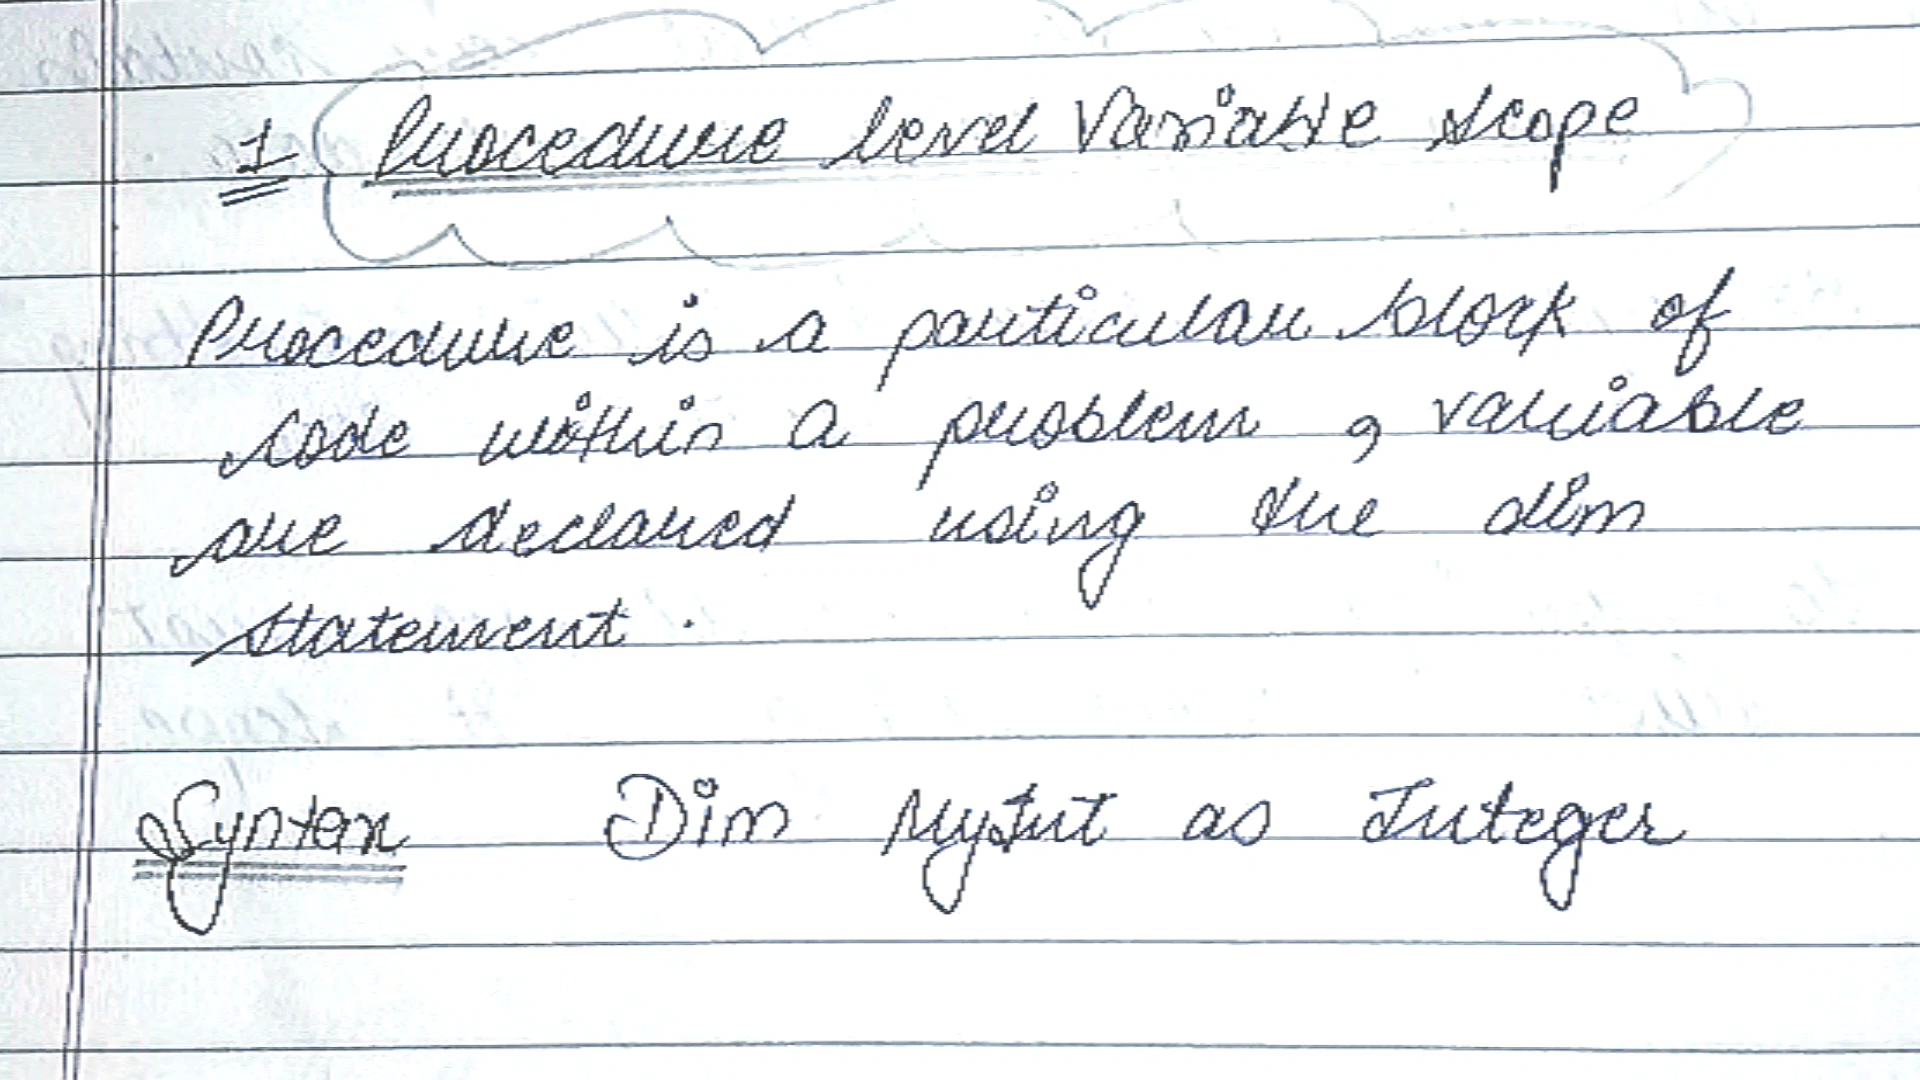 1 Procedure level Variable scope
Procedure is a particular block of
code within a problem, variable
are declared using the dim
statement.
Syntax Dim MyInt as Integer